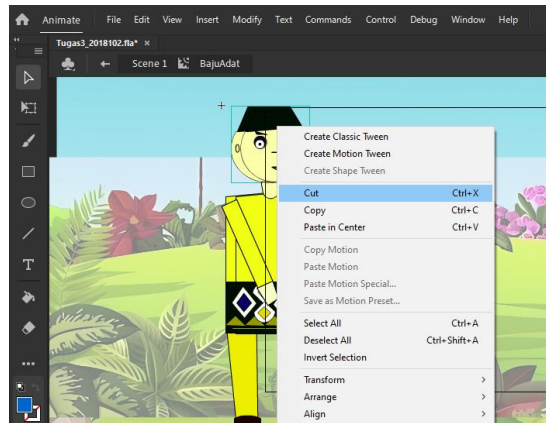 Animate File Edit View Insert Modify Text Commands Control Debug Window Help
Tugas3_2018102.fla* ×
Scene 1 BajuAdat
Create Classic Tween
Create Motion Tween
Create Shape Tween
Cut Ctrl+X
Copy Ctrl+C
Paste in Center Ctrl+V
Copy Motion
Paste Motion
Paste Motion Special...
Save as Motion Preset...
Select All Ctrl+A
Deselect All Ctrl+Shift+A
Invert Selection
Transform >
Arrange >
Align >